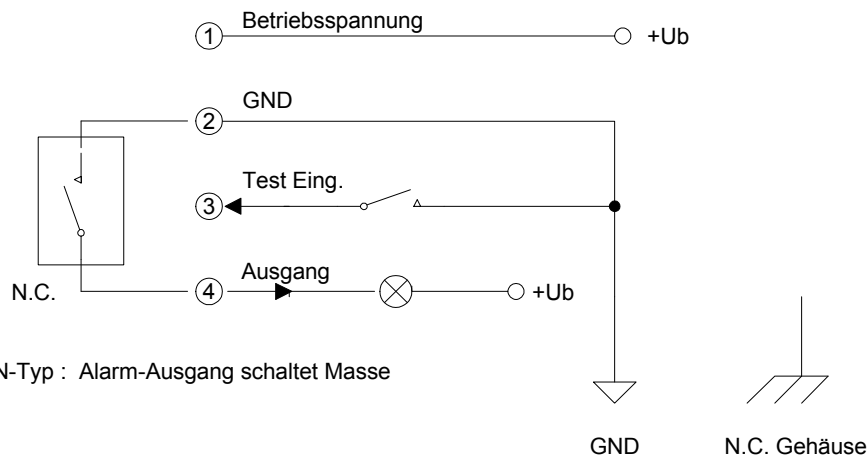 1 Betriebsspannung +Ub
2 GND
3 Test Eing.
4 Ausgang +Ub
N.C.
N-Typ : Alarm-Ausgang schaltet Masse
GND N.C. Gehäuse